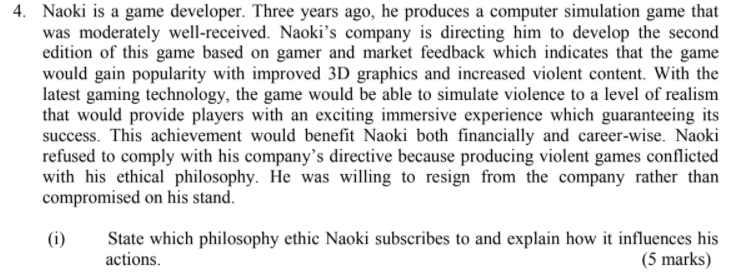 4. Naoki is a game developer. Three years ago, he produces a computer simulation game that
was moderately well-received. Naoki's company is directing him to develop the second
edition of this game based on gamer and market feedback which indicates that the game
would gain popularity with improved 3D graphics and increased violent content. With the
latest gaming technology, the game would be able to simulate violence to a level of realism
that would provide players with an exciting immersive experience which guaranteeing its
success. This achievement would benefit Naoki both financially and career-wise. Naoki
refused to comply with his company's directive because producing violent games conflicted
with his ethical philosophy. He was willing to resign from the company rather than
compromised on his stand.
(i) State which philosophy ethic Naoki subscribes to and explain how it influences his
actions. (5 marks)